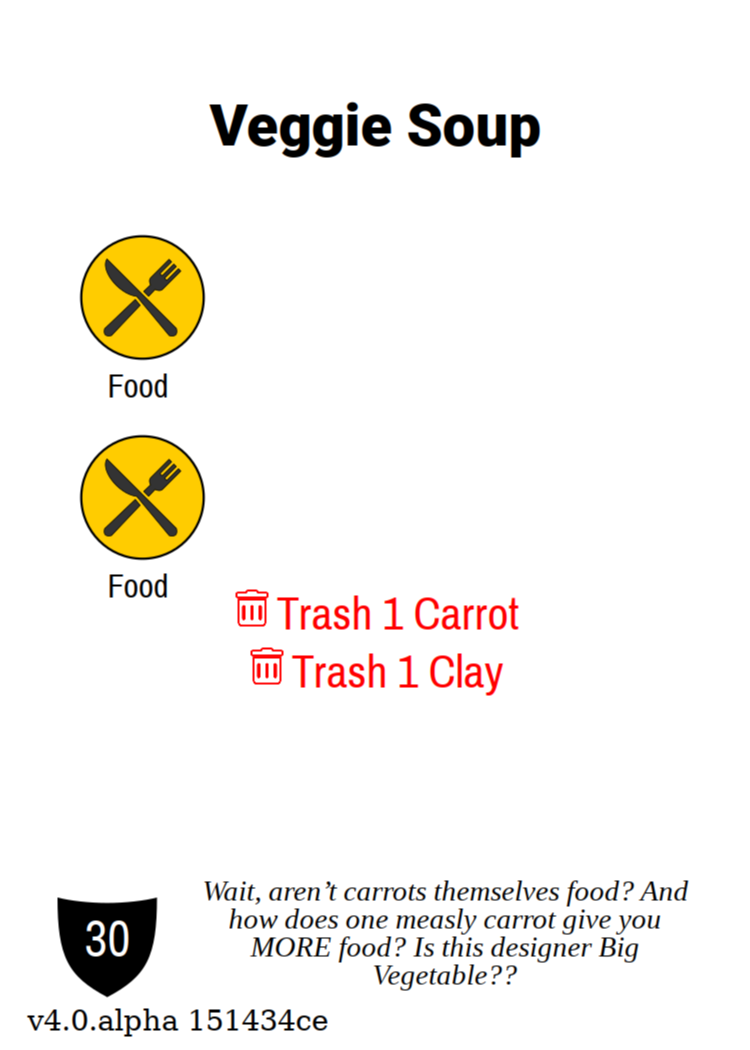 Veggie Soup
Food
Food
Trash 1 Carrot
Trash 1 Clay
30
Wait, aren’t carrots themselves food? And
how does one measly carrot give you
MORE food? Is this designer Big
Vegetable??
v4.0.alpha 151434ce